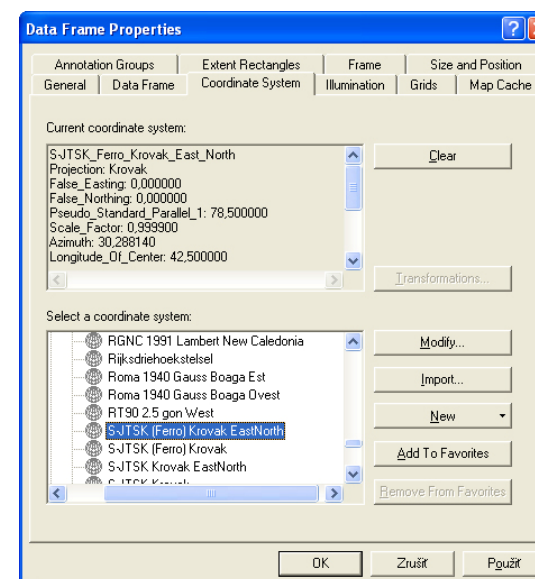 Data Frame Properties
?
Annotation Groups Extent Rectangles Frame Size and Position
General Data Frame Coordinate System Illumination Grids Map Cache
Current coordinate system:
S-JTSK_Ferro_Krovak_East_North
Projection: Krovak
False_Easting: 0,000000
False_Northing: 0,000000
Pseudo_Standard_Parallel_1: 78,500000
Scale_Factor: 0,999900
Azimuth: 30,288140
Longitude_Of_Center: 42,500000
Clear
Transformations...
Select a coordinate system:
RGNC 1991 Lambert New Caledonia
Rijksdriehoekstelsel
Roma 1940 Gauss Boaga Est
Roma 1940 Gauss Boaga Ovest
RT90 2.5 gon West
S-JTSK (Ferro) Krovak EastNorth
S-JTSK (Ferro) Krovak
S-JTSK Krovak EastNorth
S-JTSK Krovak
Modify...
Import...
New
Add To Favorites
Remove From Favorites
OK Zrušit Použít